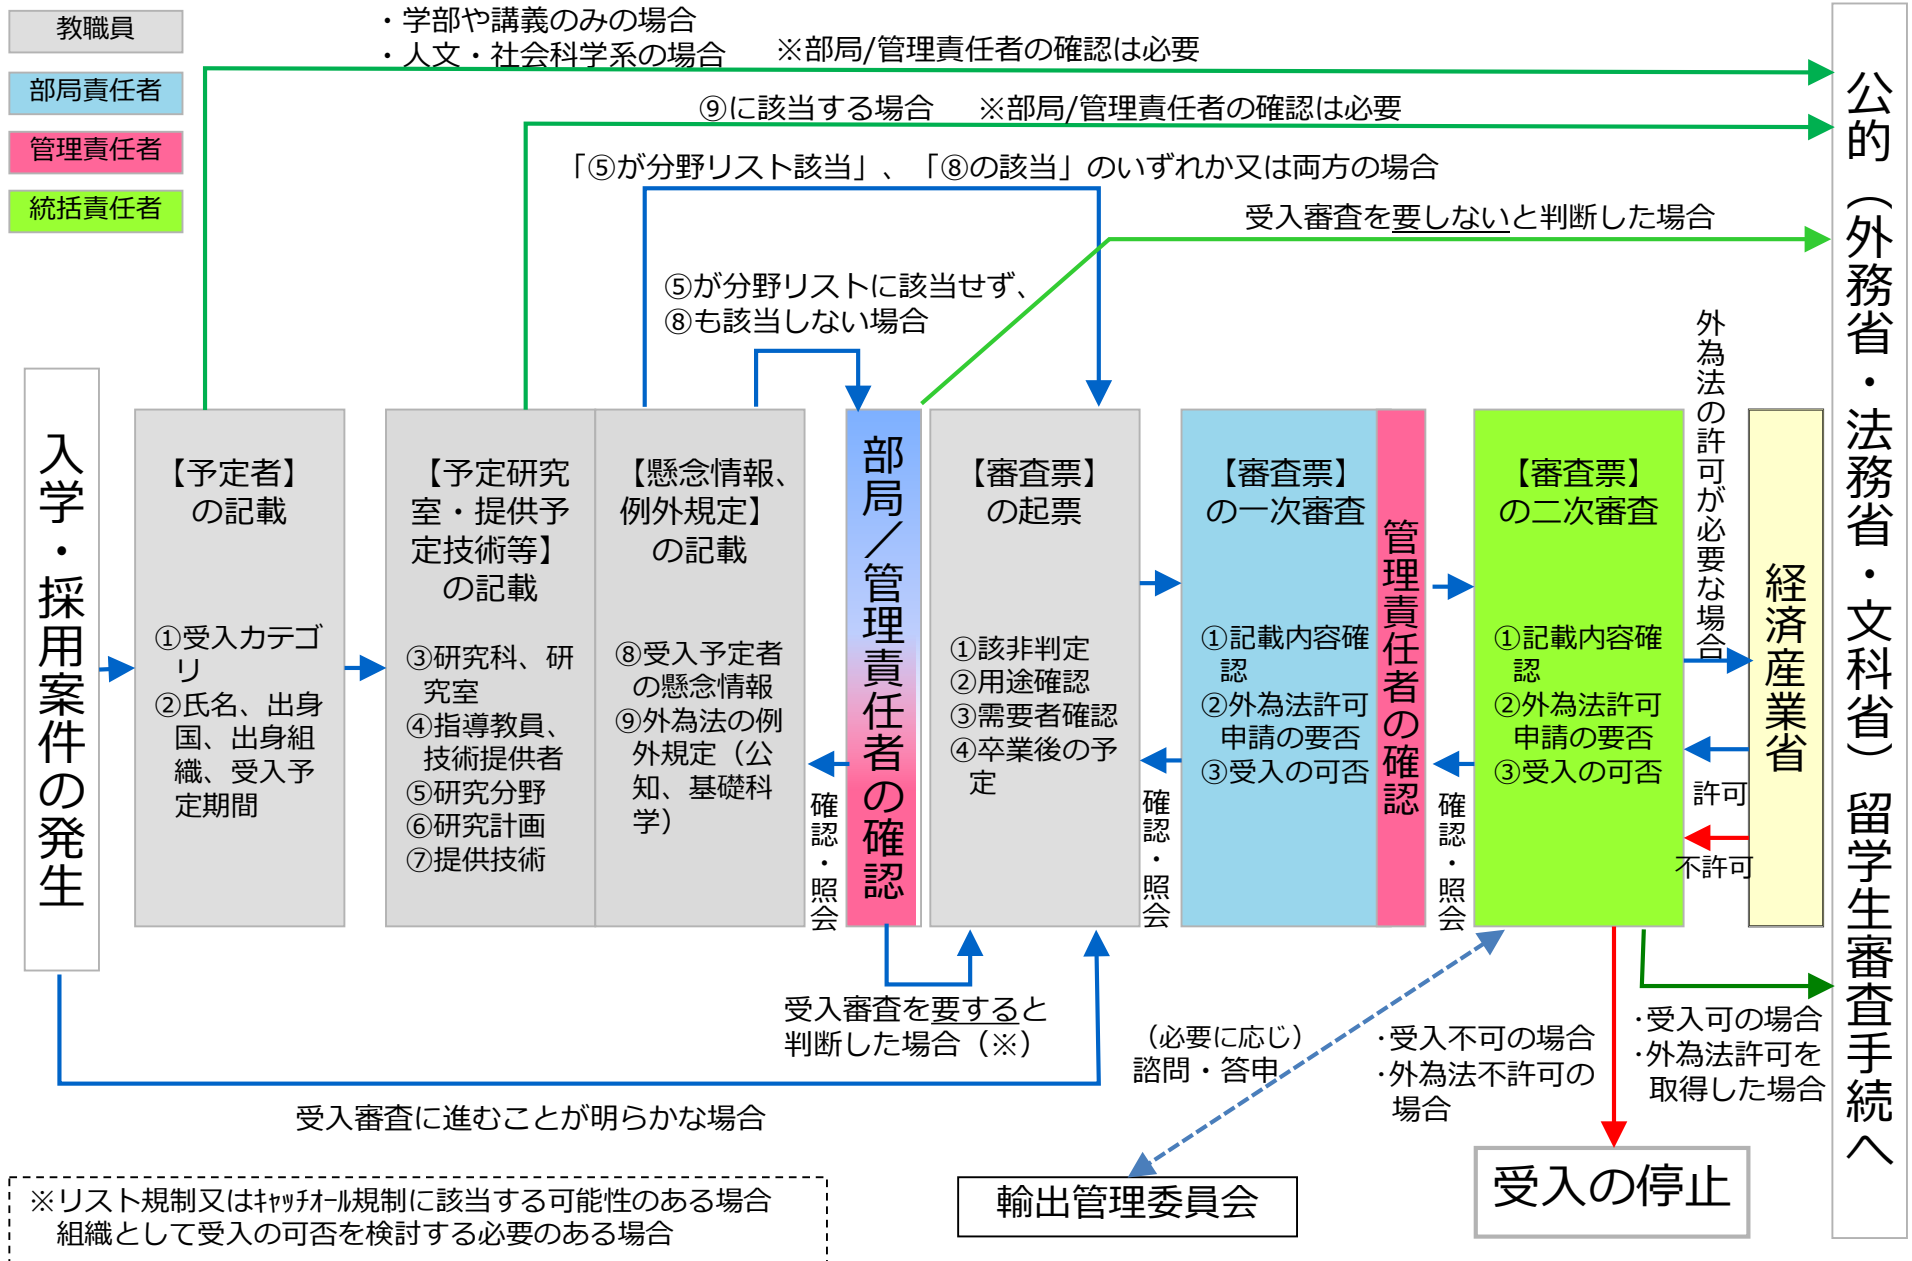 教職員
部局責任者
管理責任者
統括責任者
・学部や講義のみの場合
・人文・社会科学系の場合
※部局/管理責任者の確認は必要
⑨に該当する場合　※部局/管理責任者の確認は必要
「⑤が分野リスト該当」、「⑧の該当」のいずれか又は両方の場合
受入審査を要しないと判断した場合
⑤が分野リストに該当せず、
⑧も該当しない場合
入学・採用案件の発生
【予定者】
の記載
①受入カテゴ
リ
②氏名、出身
国、出身組
織、受入予
定期間
【予定研究
室・提供予
定技術等】
の記載
③研究科、研
究室
④指導教員、
技術提供者
⑤研究分野
⑥研究計画
⑦提供技術
【懸念情報、
例外規定】
の記載
⑧受入予定者
の懸念情報
⑨外為法の例
外規定（公
知、基礎科
学）
確認・照会
部局／管理責任者の確認
【審査票】
の起票
①該非判定
②用途確認
③需要者確認
④卒業後の予
定
確認・照会
【審査票】
の一次審査
①記載内容確
認
②外為法許可
申請の要否
③受入の可否
管理責任者の確認
確認・照会
【審査票】
の二次審査
①記載内容確
認
②外為法許可
申請の要否
③受入の可否
外為法の許可が必要な場合
許可
不許可
経済産業省
公的（外務省・法務省・文科省）留学生審査手続へ
受入審査を要すると
判断した場合（※）
受入審査に進むことが明らかな場合
（必要に応じ）
諮問・答申
・受入不可の場合
・外為法不許可の
場合
・受入可の場合
・外為法許可を
取得した場合
輸出管理委員会
受入の停止
※リスト規制又はｷｬｯﾁｵｰﾙ規制に該当する可能性のある場合
組織として受入の可否を検討する必要のある場合